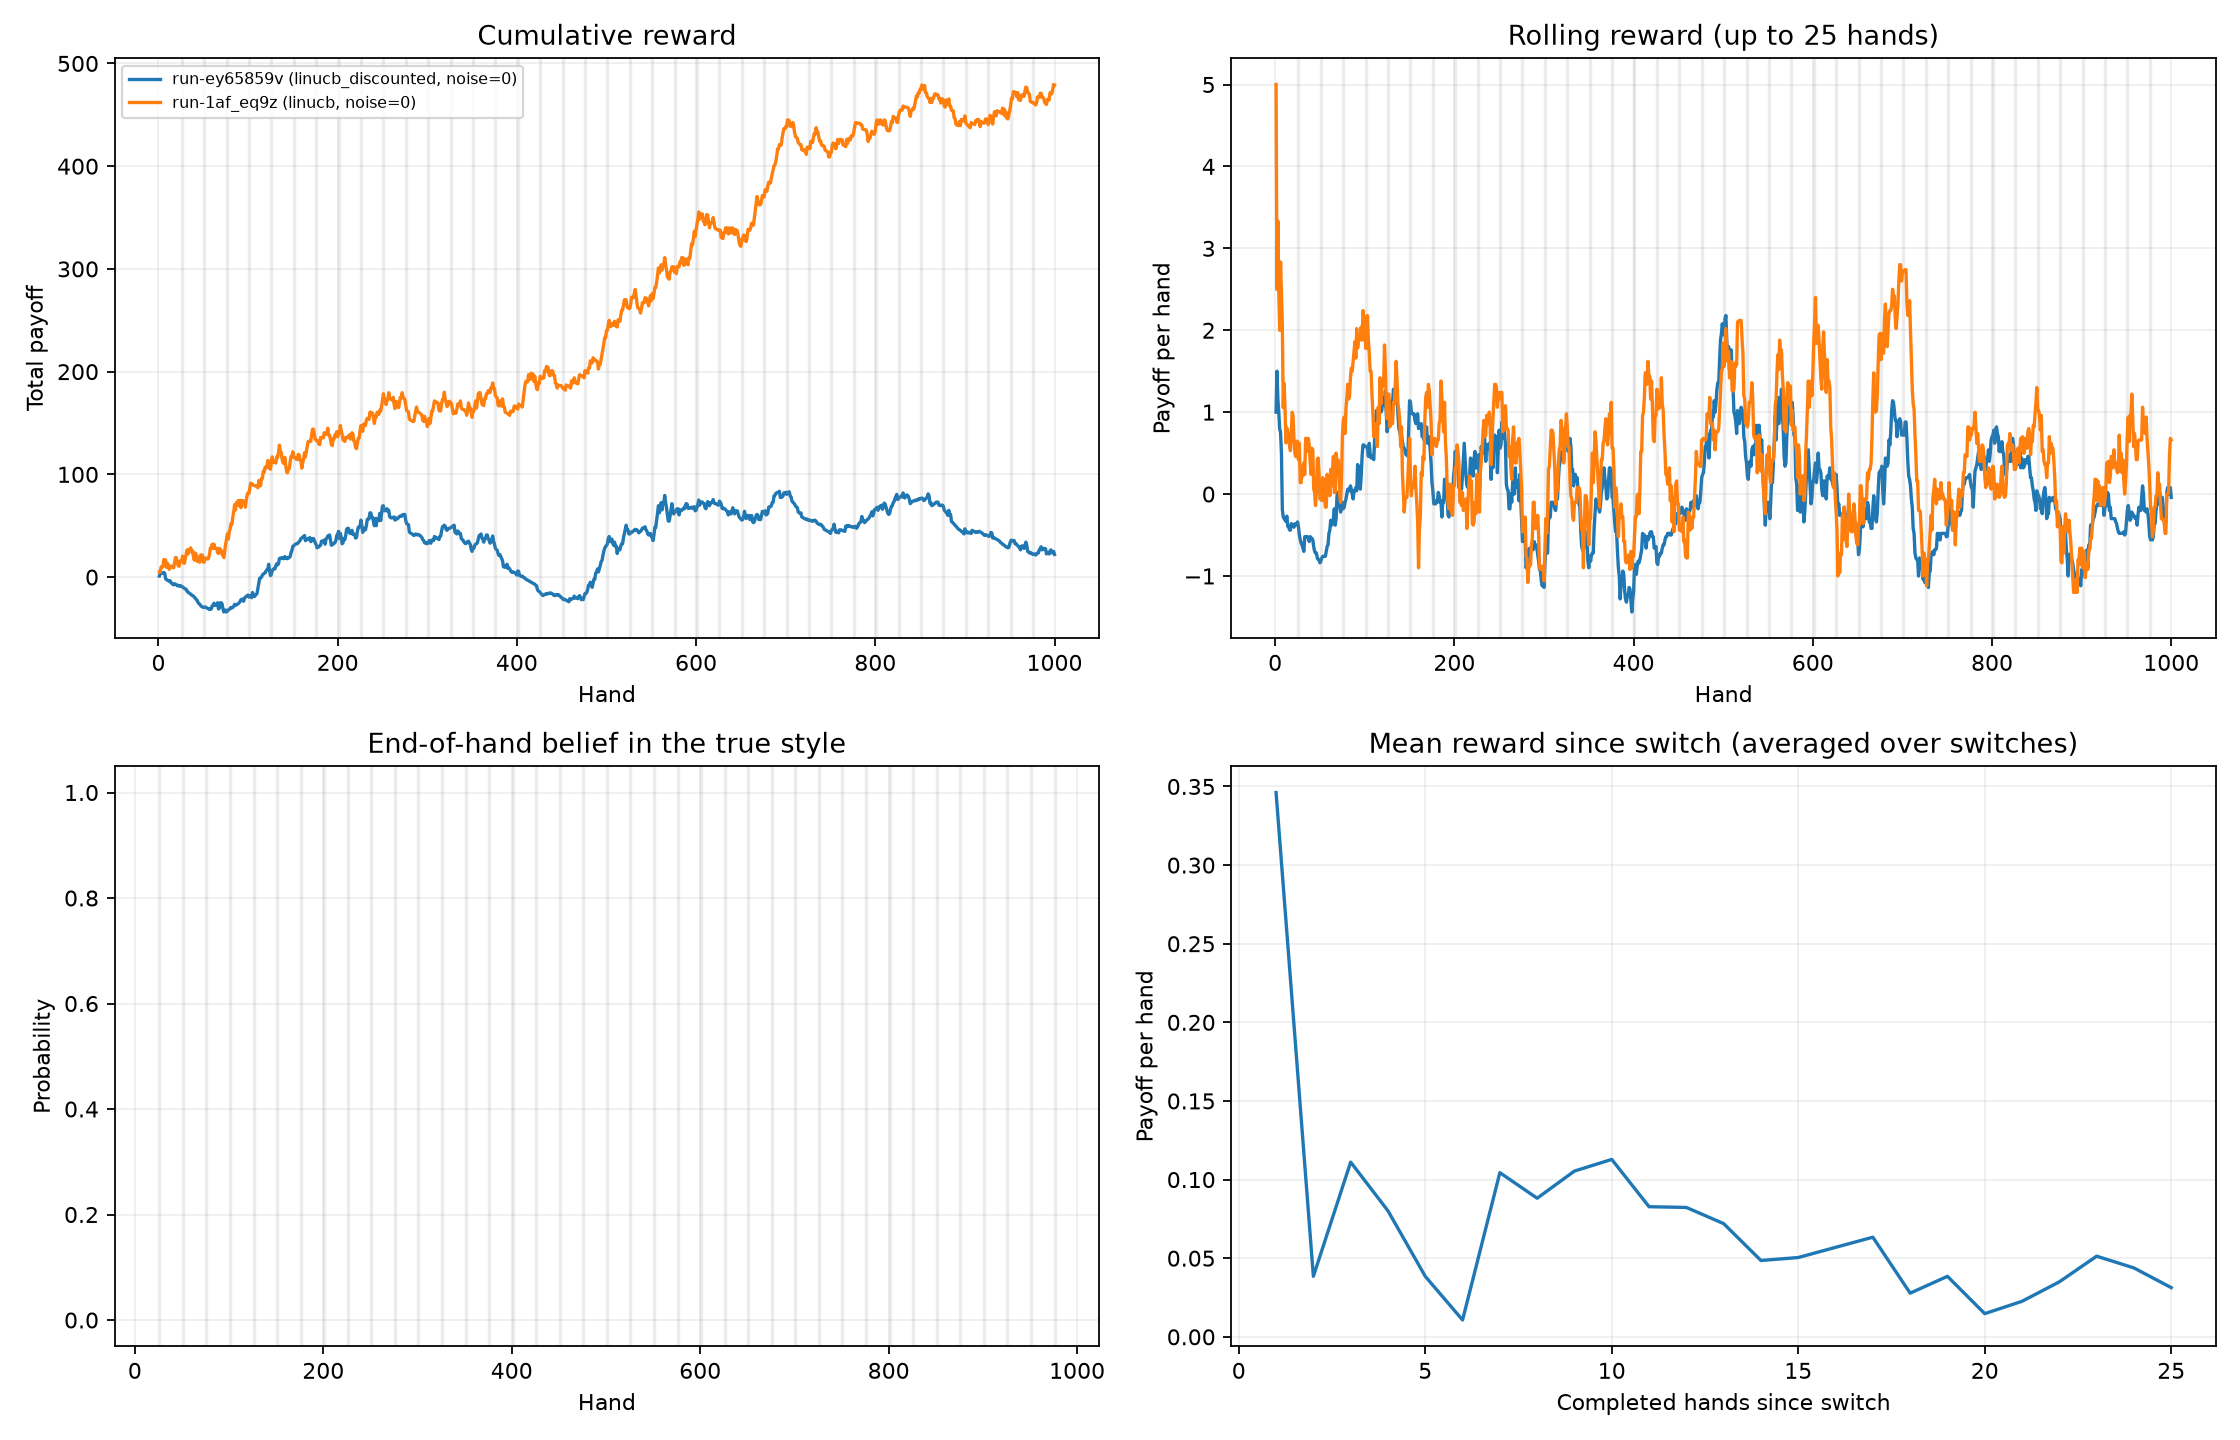 Cumulative reward
500
400
300
200
100
0
Total payoff
run-ey65859v (linucb_discounted, noise=0)
run-1af_eq9z (linucb, noise=0)
0 200 400 600 800 1000
Hand
Rolling reward (up to 25 hands)
5
4
3
2
1
0
−1
Payoff per hand
0 200 400 600 800 1000
Hand
End-of-hand belief in the true style
1.0
0.8
0.6
0.4
0.2
0.0
Probability
0 200 400 600 800 1000
Hand
Mean reward since switch (averaged over switches)
0.35
0.30
0.25
0.20
0.15
0.10
0.05
0.00
Payoff per hand
0 5 10 15 20 25
Completed hands since switch